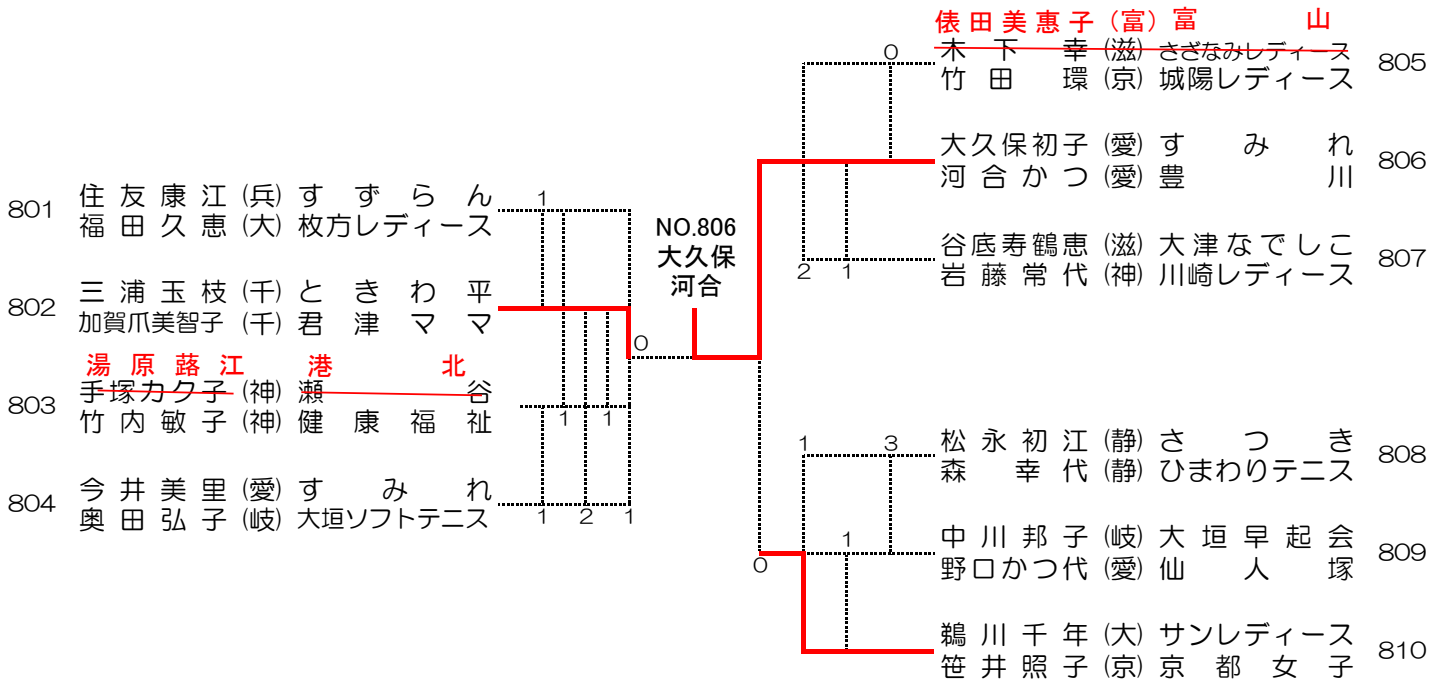 801 住友康江 (兵) すずらん
福田久恵 (大) 枚方レディース
802 三浦玉枝 (千) ときわ平
加賀爪美智子 (千) 君津ママ
湯原蕗江 港北
803 手塚カク子 (神) 瀬谷
竹内敏子 (神) 健康福祉
804 今井美里 (愛) すみれ
奥田弘子 (岐) 大垣ソフトテニス
1
1 1
1 2 1
0
NO.806
大久保
河合
俵田美惠子 (富) 富山
木下幸 (滋) さざなみレディース 805
竹田環 (京) 城陽レディース
大久保初子 (愛) すみれ 806
河合かつ (愛) 豊川
谷底寿鶴恵 (滋) 大津なでしこ 807
岩藤常代 (神) 川崎レディース
0
2 1
松永初江 (静) さつき 808
森幸代 (静) ひまわりテニス
中川邦子 (岐) 大垣早起会 809
野口かつ代 (愛) 仙人塚
鵜川千年 (大) サンレディース 810
笹井照子 (京) 京都女子
1 3
1
0